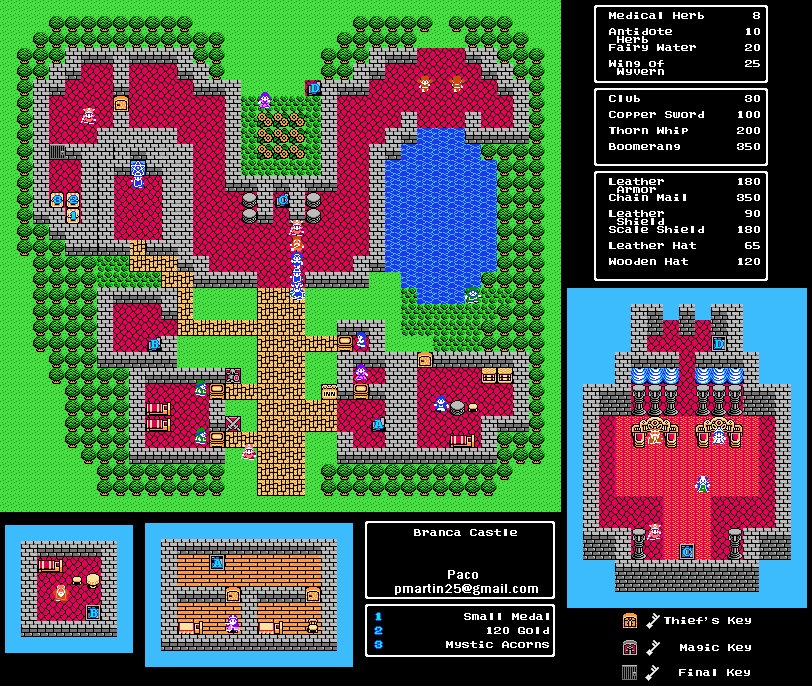 Medical Herb 8
Antidote 10
Herb
Fairy Water 20
Wing of 25
Wyvern
Club 30
Copper Sword 100
Thorn Whip 200
Boomerang 350
Leather 180
Armor
Chain Mail 350
Leather 90
Shield
Scale Shield 180
Leather Hat 65
Wooden Hat 120
D
C
B
INN
A
D
C
A
B
Branca Castle
Paco
pmartin25@gmail.com
1 Small Medal
2 120 Gold
3 Mystic Acorns
Thief's Key
Magic Key
Final Key